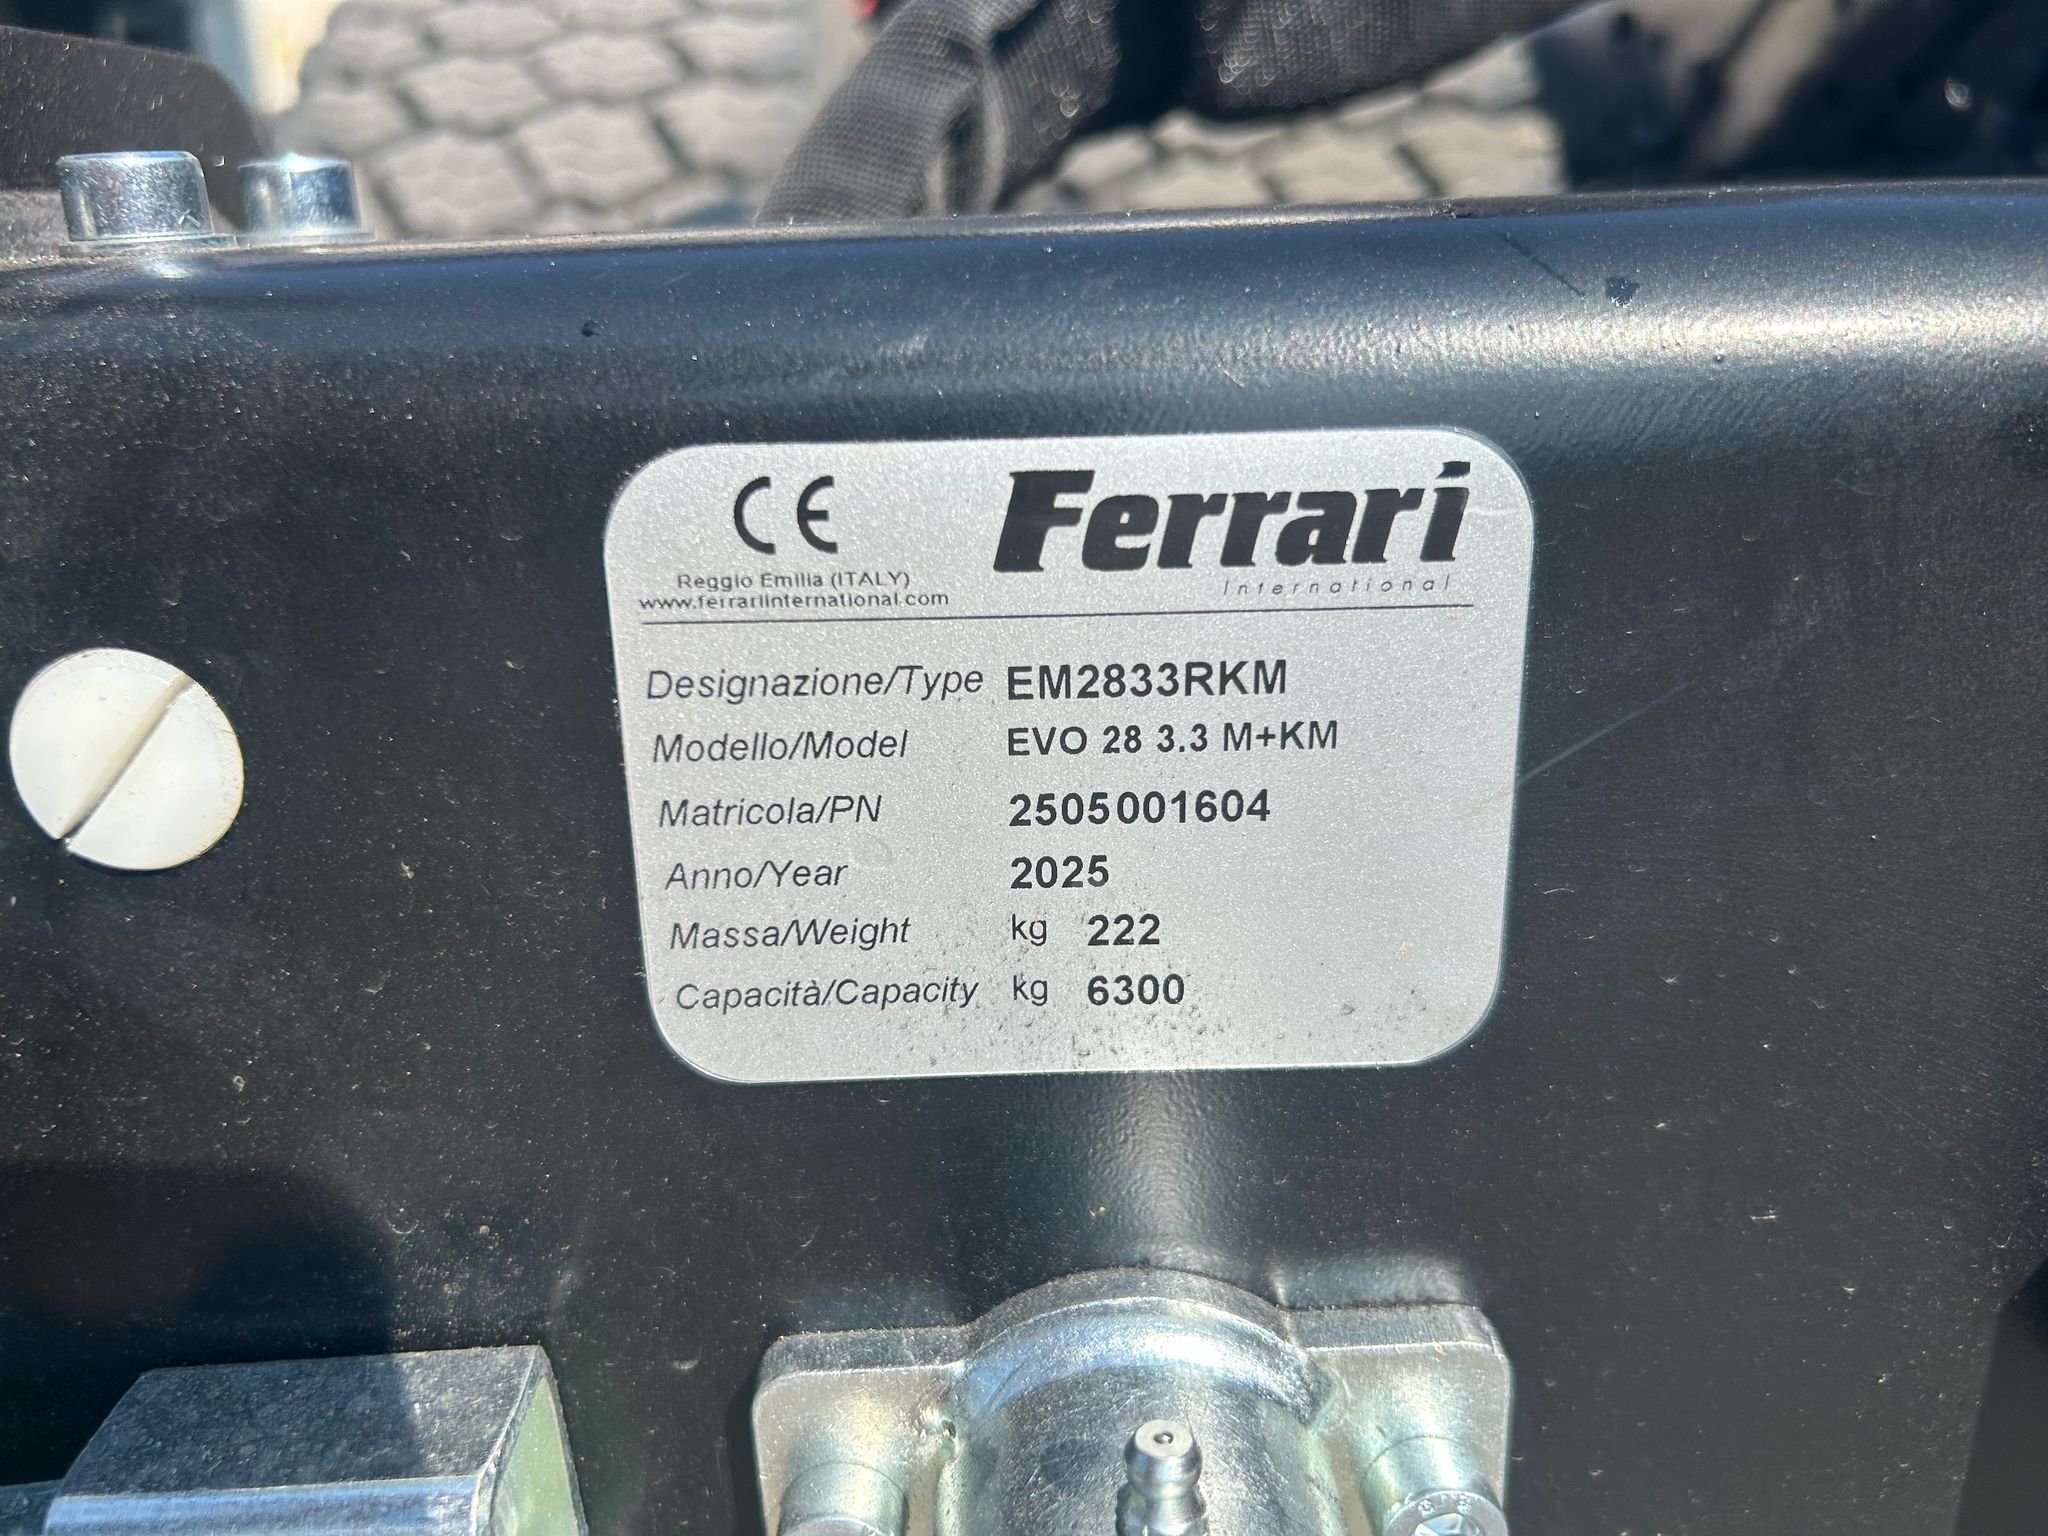 CE
Ferrari
International
Reggio Emilia (ITALY)
www.ferrariinternational.com
Designazione/Type EM2833RKM
Modello/Model EVO 28 3.3 M+KM
Matricola/PN 2505001604
Anno/Year 2025
Massa/Weight kg 222
Capacità/Capacity kg 6300